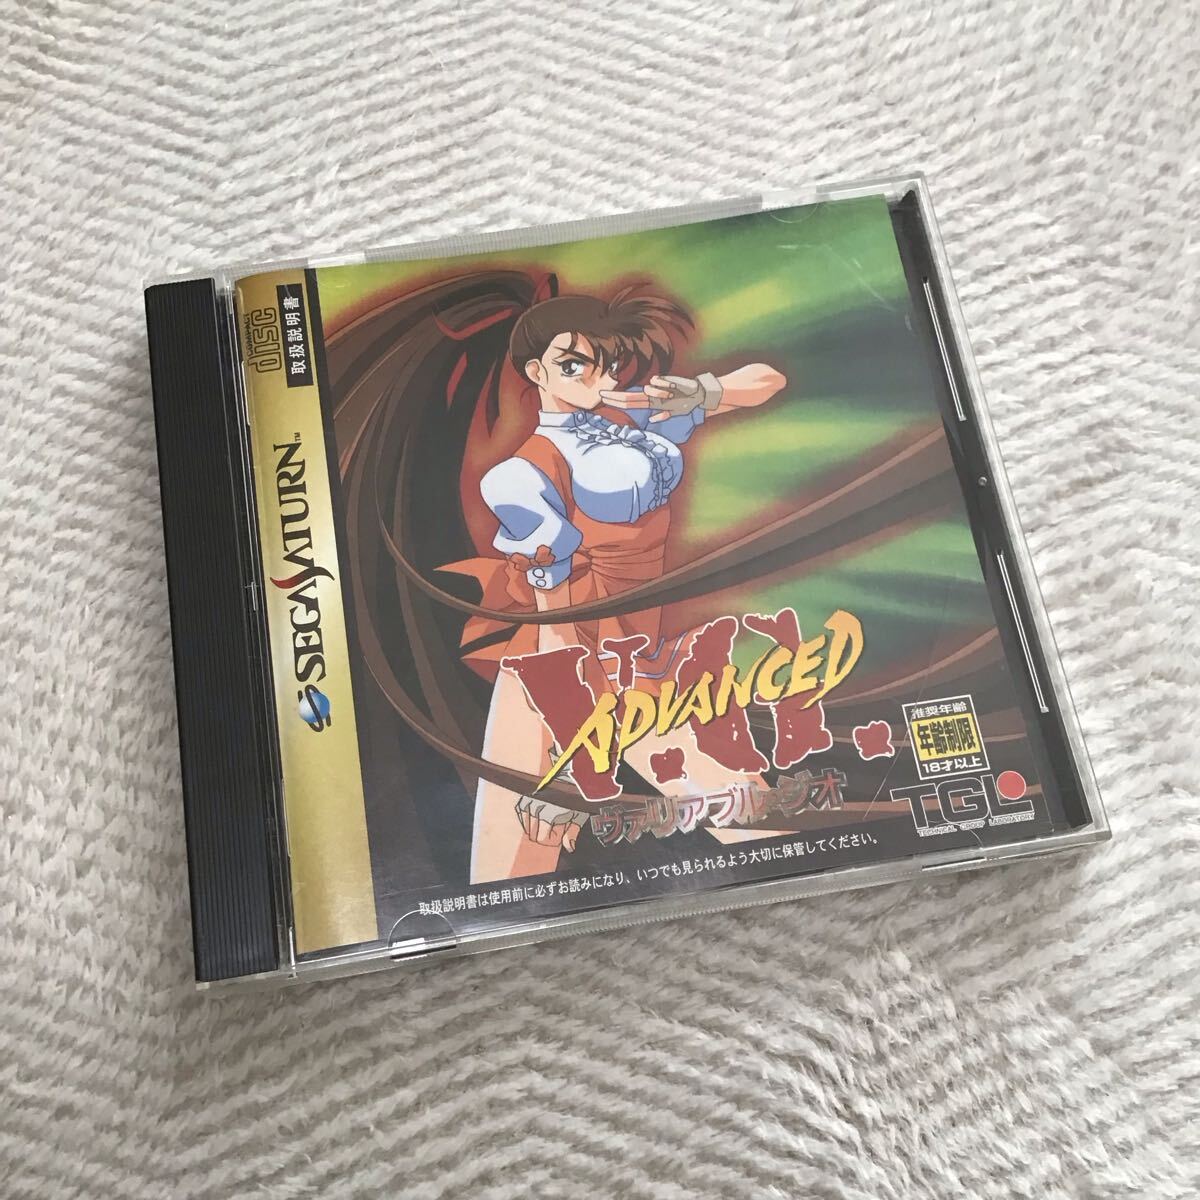 COMPACT
disc
取扱説明書
SEGA SATURN™
V.G.
ADVANCED
ヴァリアブル・ジオ
推奨年齢
年齢制限
18才以上
TGL
TECHNICAL GROUP LABORATORY
取扱説明書は使用前に必ずお読みになり、いつでも見られるよう大切に保管してください。